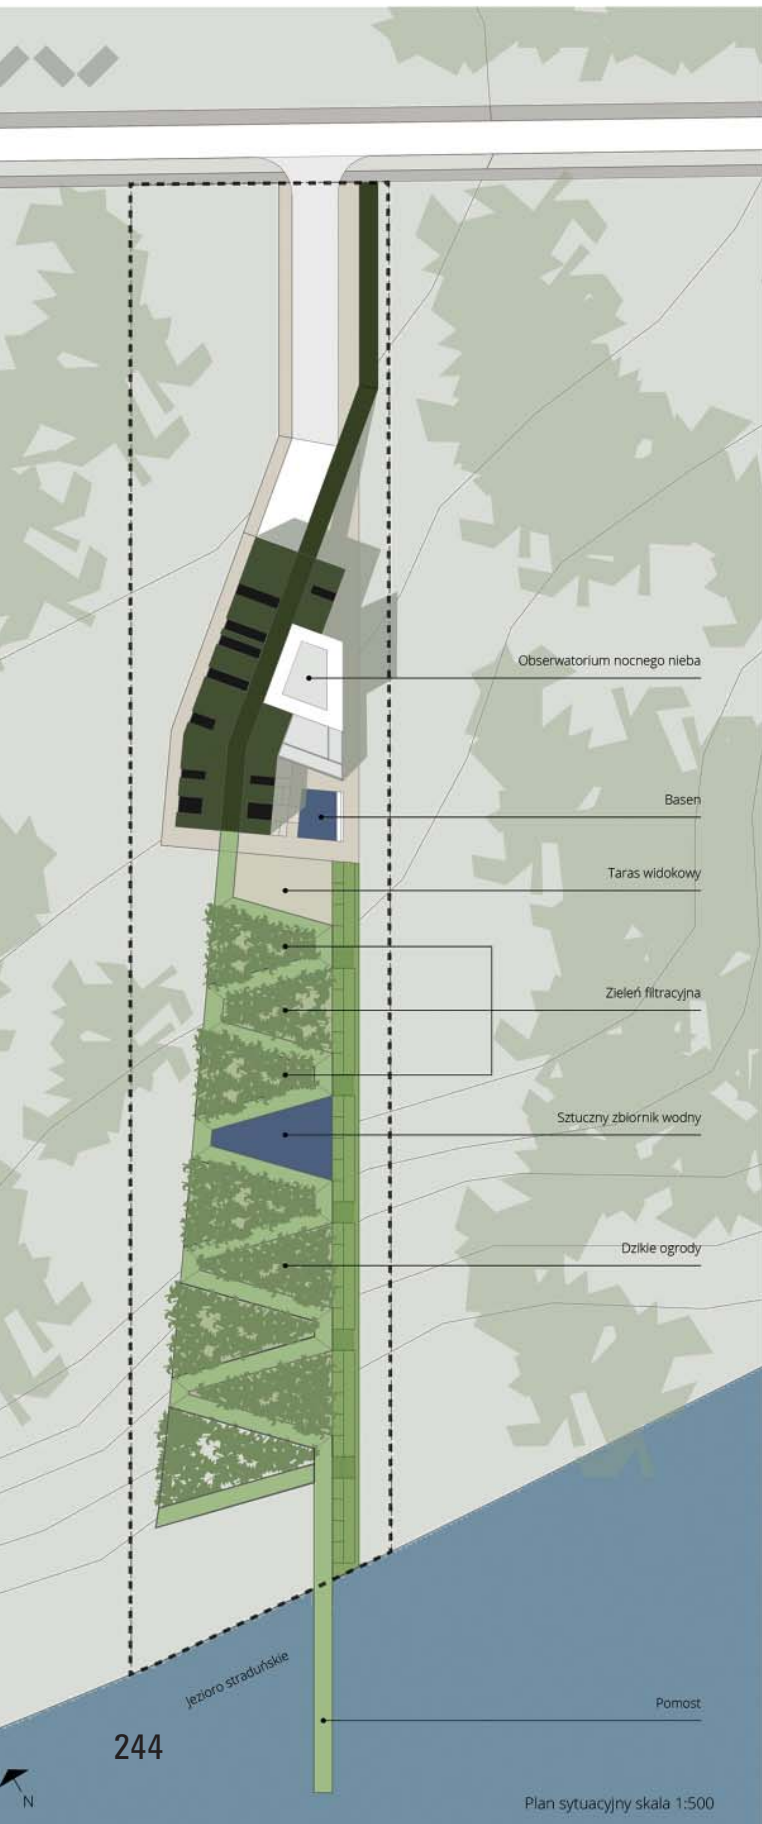 Obserwatorium nocnego nieba
Basen
Taras widokowy
Zieleń filtracyjna
Sztuczny zbiornik wodny
Dzikie ogrody
Jezioro straduńskie
Pomost
244
N
Plan sytuacyjny skala 1:500